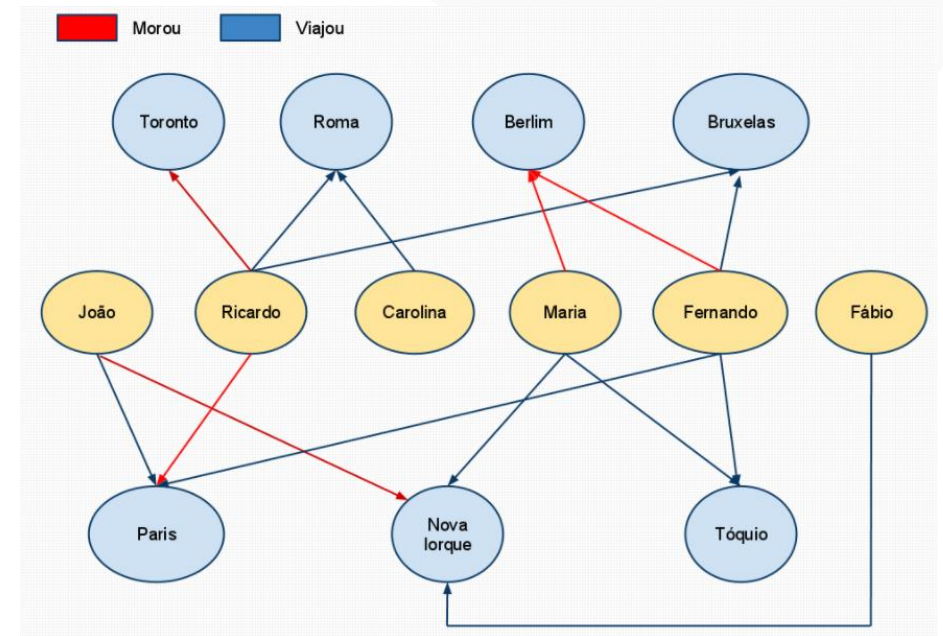 Morou
Viajou
Toronto
Roma
Berlim
Bruxelas
João
Ricardo
Carolina
Maria
Fernando
Fábio
Paris
Nova
Iorque
Tóquio